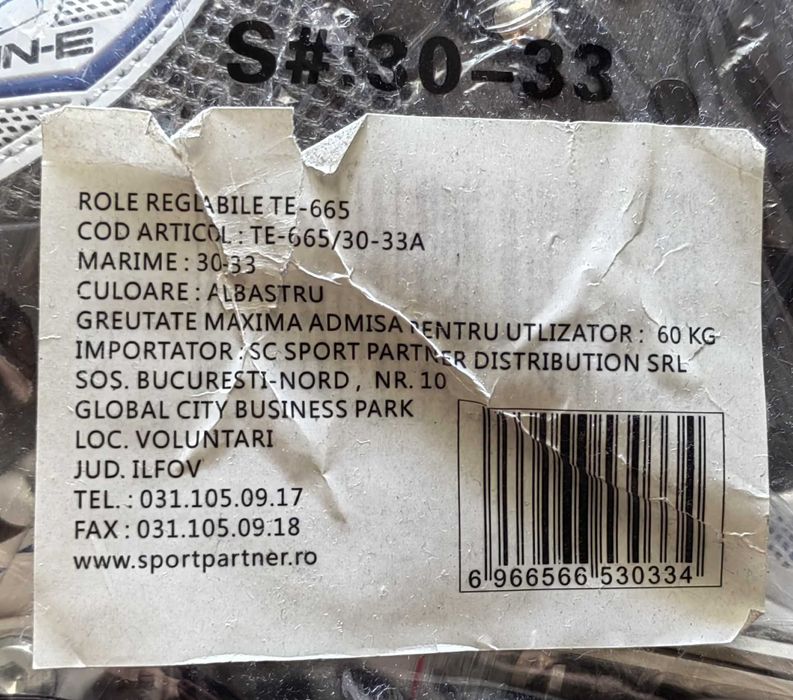 N-E
S#:30-33
ROLE REGLABILE TE-665
COD ARTICOL : TE-665/30-33A
MARIME : 30-33
CULOARE : ALBASTRU
GREUTATE MAXIMA ADMISA PENTRU UTLIZATOR : 60 KG
IMPORTATOR : SC SPORT PARTNER DISTRIBUTION SRL
SOS. BUCURESTI-NORD , NR. 10
GLOBAL CITY BUSINESS PARK
LOC. VOLUNTARI
JUD. ILFOV
TEL. : 031.105.09.17
FAX : 031.105.09.18
www.sportpartner.ro
6 966566 530334